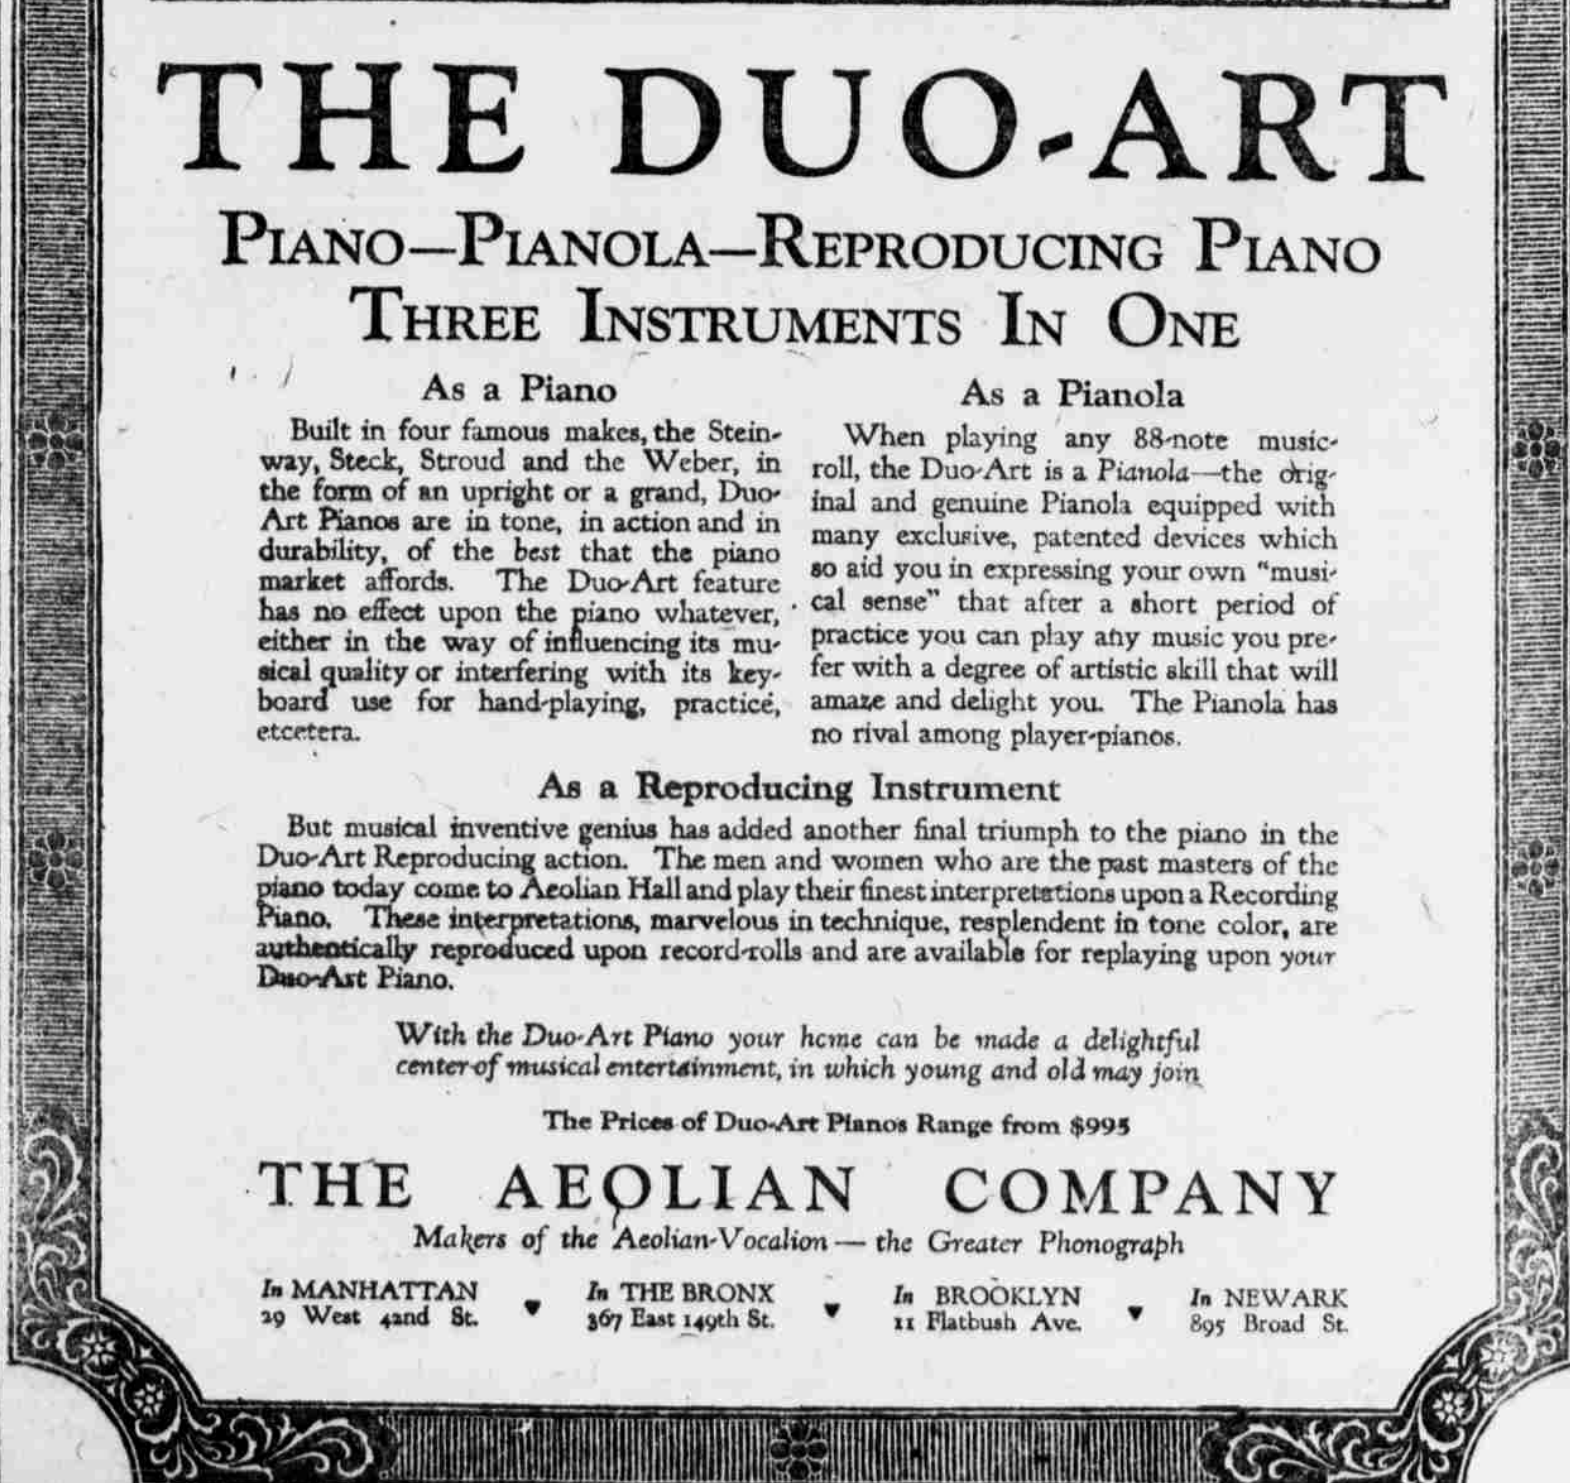 THE DUO-ART
PIANO—PIANOLA—REPRODUCING PIANO
THREE INSTRUMENTS IN ONE
As a Piano
Built in four famous makes, the Stein-
way, Steck, Stroud and the Weber, in
the form of an upright or a grand, Duo-
Art Pianos are in tone, in action and in
durability, of the best that the piano
market affords. The Duo-Art feature
has no effect upon the piano whatever,
either in the way of influencing its mu-
sical quality or interfering with its key-
board use for hand-playing, practice,
etcetera.
As a Pianola
When playing any 88-note music-
roll, the Duo-Art is a Pianola—the orig-
inal and genuine Pianola equipped with
many exclusive, patented devices which
so aid you in expressing your own "musi-
cal sense" that after a short period of
practice you can play any music you pre-
fer with a degree of artistic skill that will
amaze and delight you. The Pianola has
no rival among player-pianos.
As a Reproducing Instrument
But musical inventive genius has added another final triumph to the piano in the
Duo-Art Reproducing action. The men and women who are the past masters of the
piano today come to Aeolian Hall and play their finest interpretations upon a Recording
Piano. These interpretations, marvelous in technique, resplendent in tone color, are
authentically reproduced upon record-rolls and are available for replaying upon your
Duo-Art Piano.
With the Duo-Art Piano your home can be made a delightful
center of musical entertainment, in which young and old may join
The Prices of Duo-Art Pianos Range from $995
THE AEOLIAN COMPANY
Makers of the Aeolian-Vocalion — the Greater Phonograph
In MANHATTAN
29 West 42nd St.
In THE BRONX
367 East 149th St.
In BROOKLYN
11 Flatbush Ave.
In NEWARK
895 Broad St.